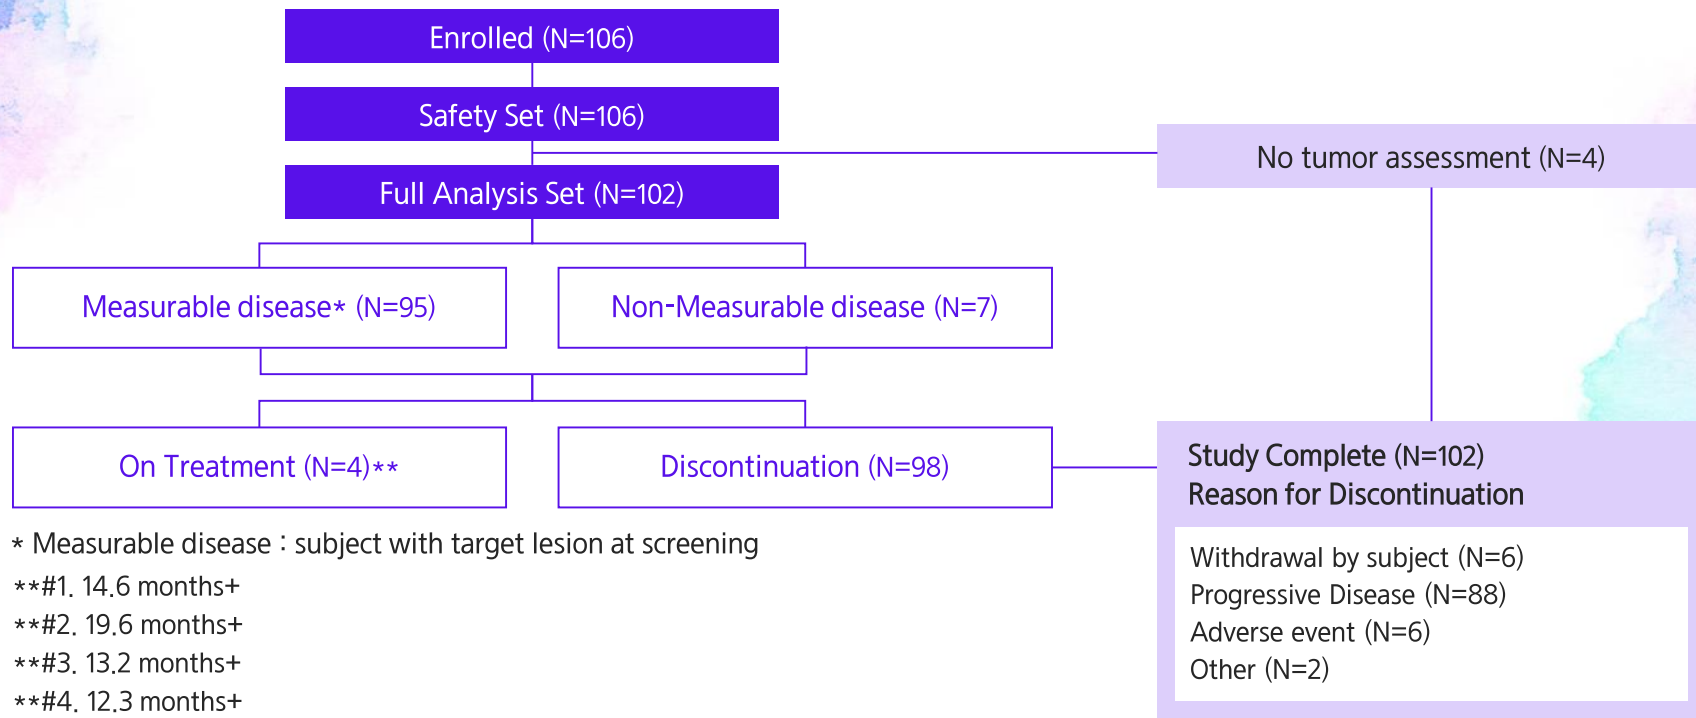 Enrolled (N=106)
Safety Set (N=106)
No tumor assessment (N=4)
Full Analysis Set (N=102)
Measurable disease* (N=95)
Non-Measurable disease (N=7)
On Treatment (N=4)**
Discontinuation (N=98)
Study Complete (N=102)
Reason for Discontinuation
Withdrawal by subject (N=6)
Progressive Disease (N=88)
Adverse event (N=6)
Other (N=2)
* Measurable disease : subject with target lesion at screening
**#1. 14.6 months+
**#2. 19.6 months+
**#3. 13.2 months+
**#4. 12.3 months+